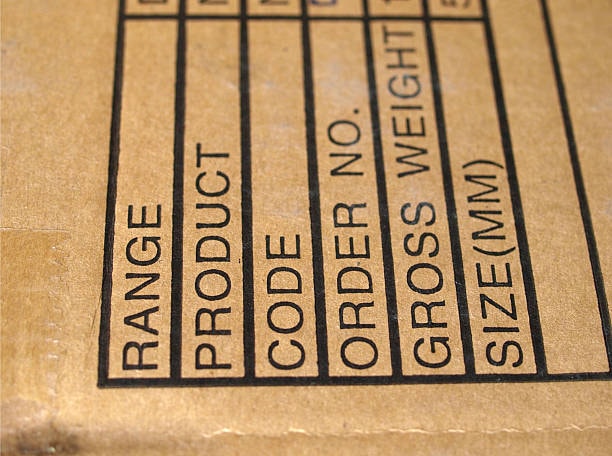 RANGE
PRODUCT
CODE
ORDER NO.
GROSS WEIGHT
SIZE(MM)